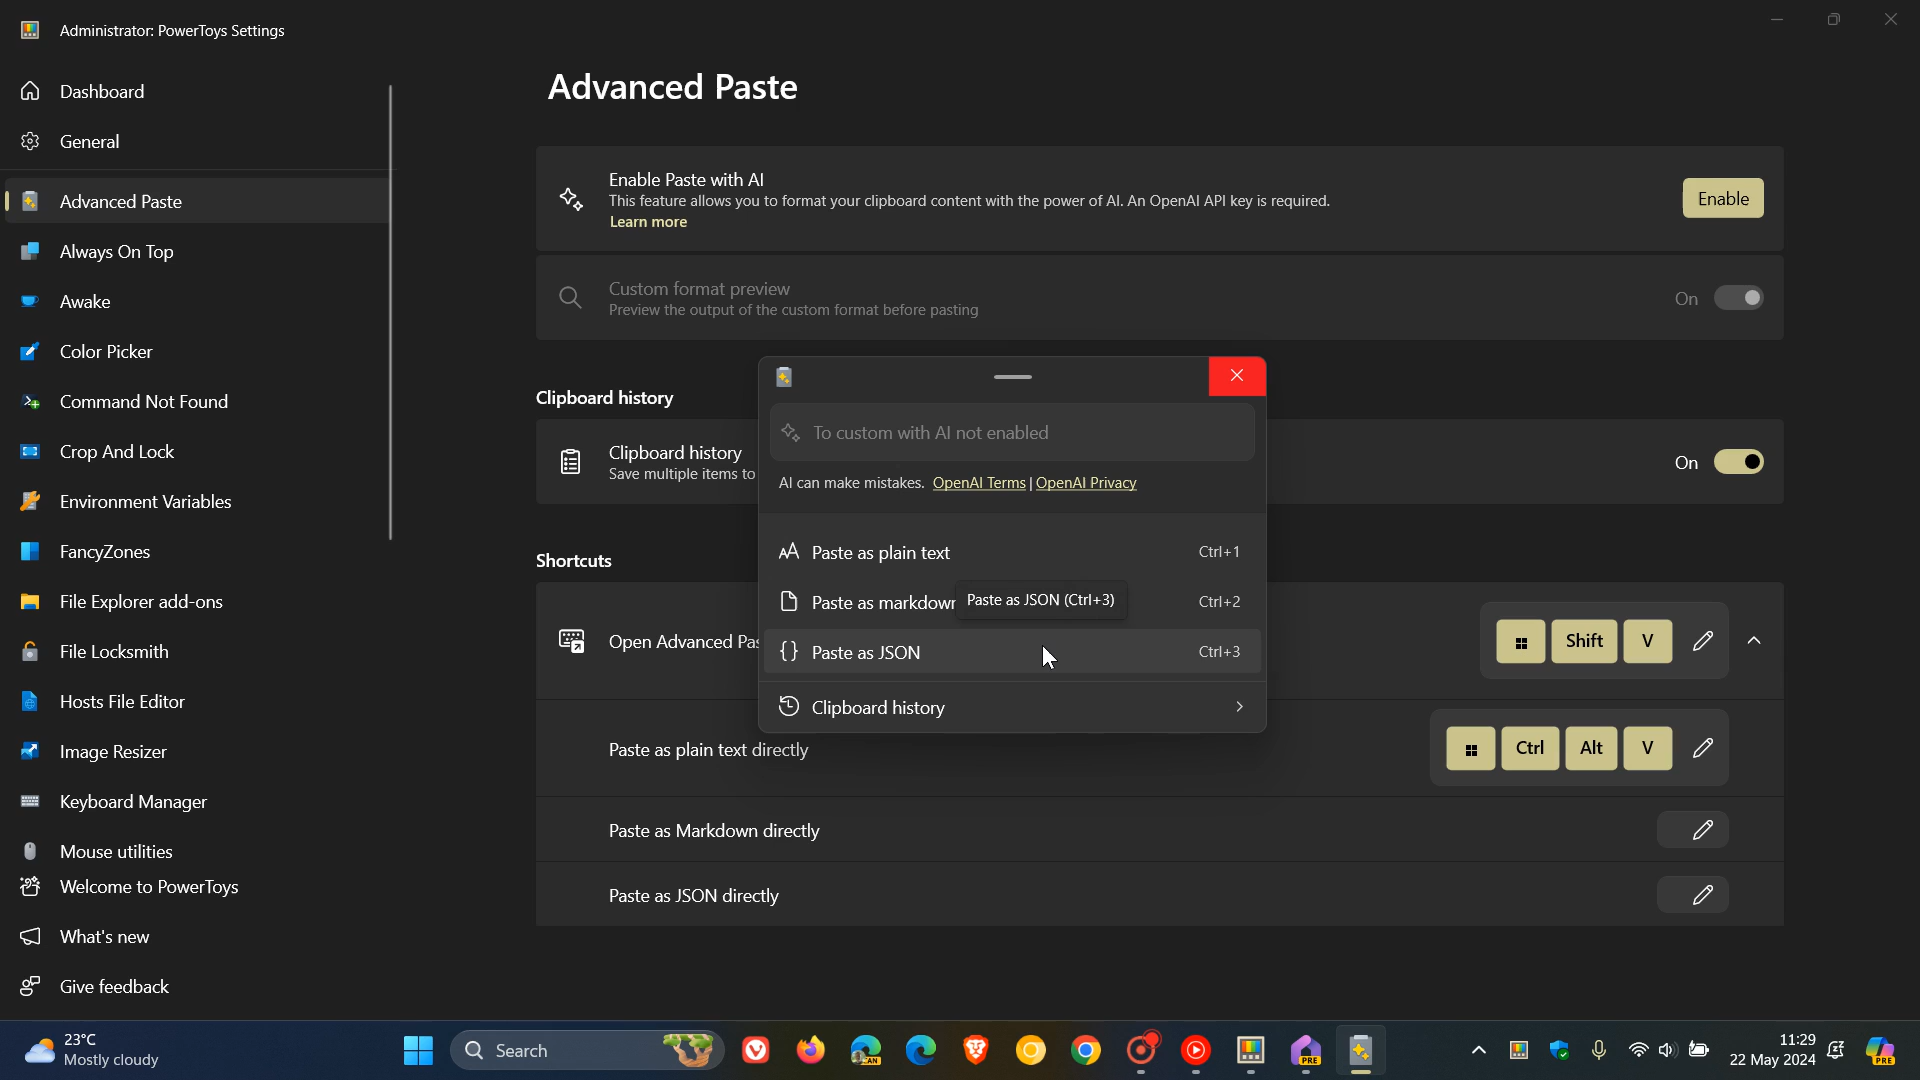 Administrator: PowerToys Settings
Dashboard
General
Advanced Paste
Always On Top
Awake
Color Picker
Command Not Found
Crop And Lock
Environment Variables
FancyZones
File Explorer add-ons
File Locksmith
Hosts File Editor
Image Resizer
Keyboard Manager
Mouse utilities
Welcome to PowerToys
What's new
Give feedback
Advanced Paste
Enable Paste with AI
This feature allows you to format your clipboard content with the power of AI. An OpenAI API key is required.
Learn more
Enable
Custom format preview
Preview the output of the custom format before pasting
On
Clipboard history
Clipboard history
Save multiple items to
On
Shortcuts
Open Advanced Pas
Shift V
Paste as plain text directly
Ctrl Alt V
Paste as Markdown directly
Paste as JSON directly
To custom with AI not enabled
AI can make mistakes. OpenAI Terms | OpenAI Privacy
Paste as plain text Ctrl+1
Paste as markdown Ctrl+2
Paste as JSON (Ctrl+3)
Paste as JSON Ctrl+3
Clipboard history
23°C
Mostly cloudy
Search
CAN
PRE
11:29
22 May 2024
PRE